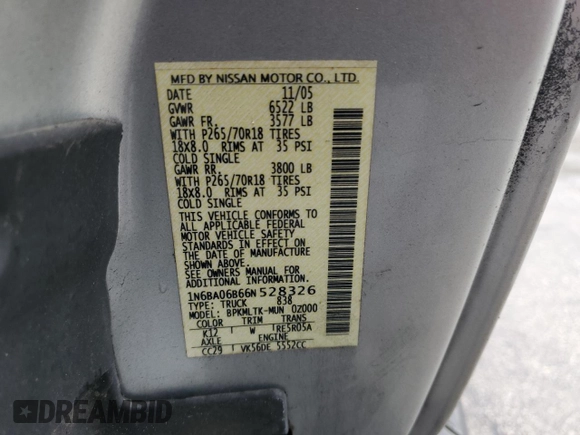 MFD BY NISSAN MOTOR CO., LTD.
DATE 11/05
GVWR 6522 LB
GAWR FR. 3577 LB
WITH P265/70R18 TIRES
18X8.0 RIMS AT 35 PSI
COLD SINGLE
GAWR RR. 3800 LB
WITH P265/70R18 TIRES
18X8.0 RIMS AT 35 PSI
COLD SINGLE
THIS VEHICLE CONFORMS TO
ALL APPLICABLE FEDERAL
MOTOR VEHICLE SAFETY
STANDARDS IN EFFECT ON
THE DATE OF MANUFACTURE
SHOWN ABOVE.
SEE OWNERS MANUAL FOR
ADDITIONAL INFORMATION.
1N6BA06B66N528326
TYPE: TRUCK 838
MODEL: BPKMLTK-MUN 02000
COLOR TRIM TRANS
K12 W TRE5R05A
AXLE ENGINE
CC29 VK56DE 5552CC
DREAMBID